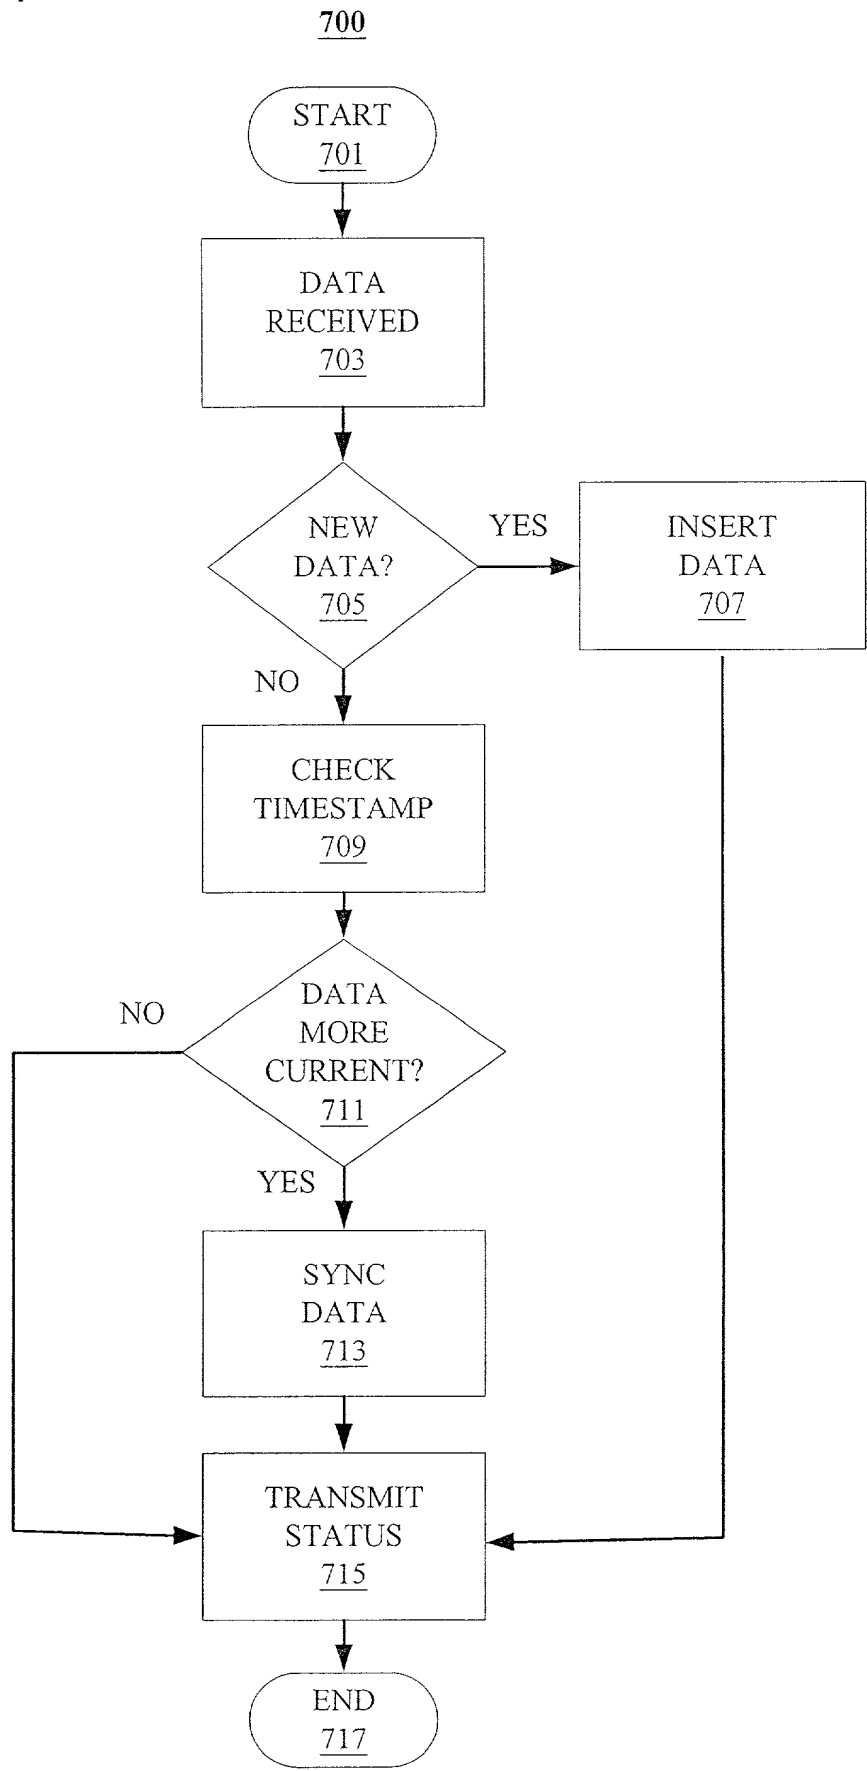 700
START
701
DATA
RECEIVED
703
NEW
DATA?
705
YES
INSERT
DATA
707
NO
CHECK
TIMESTAMP
709
NO
DATA
MORE
CURRENT?
711
YES
SYNC
DATA
713
TRANSMIT
STATUS
715
END
717